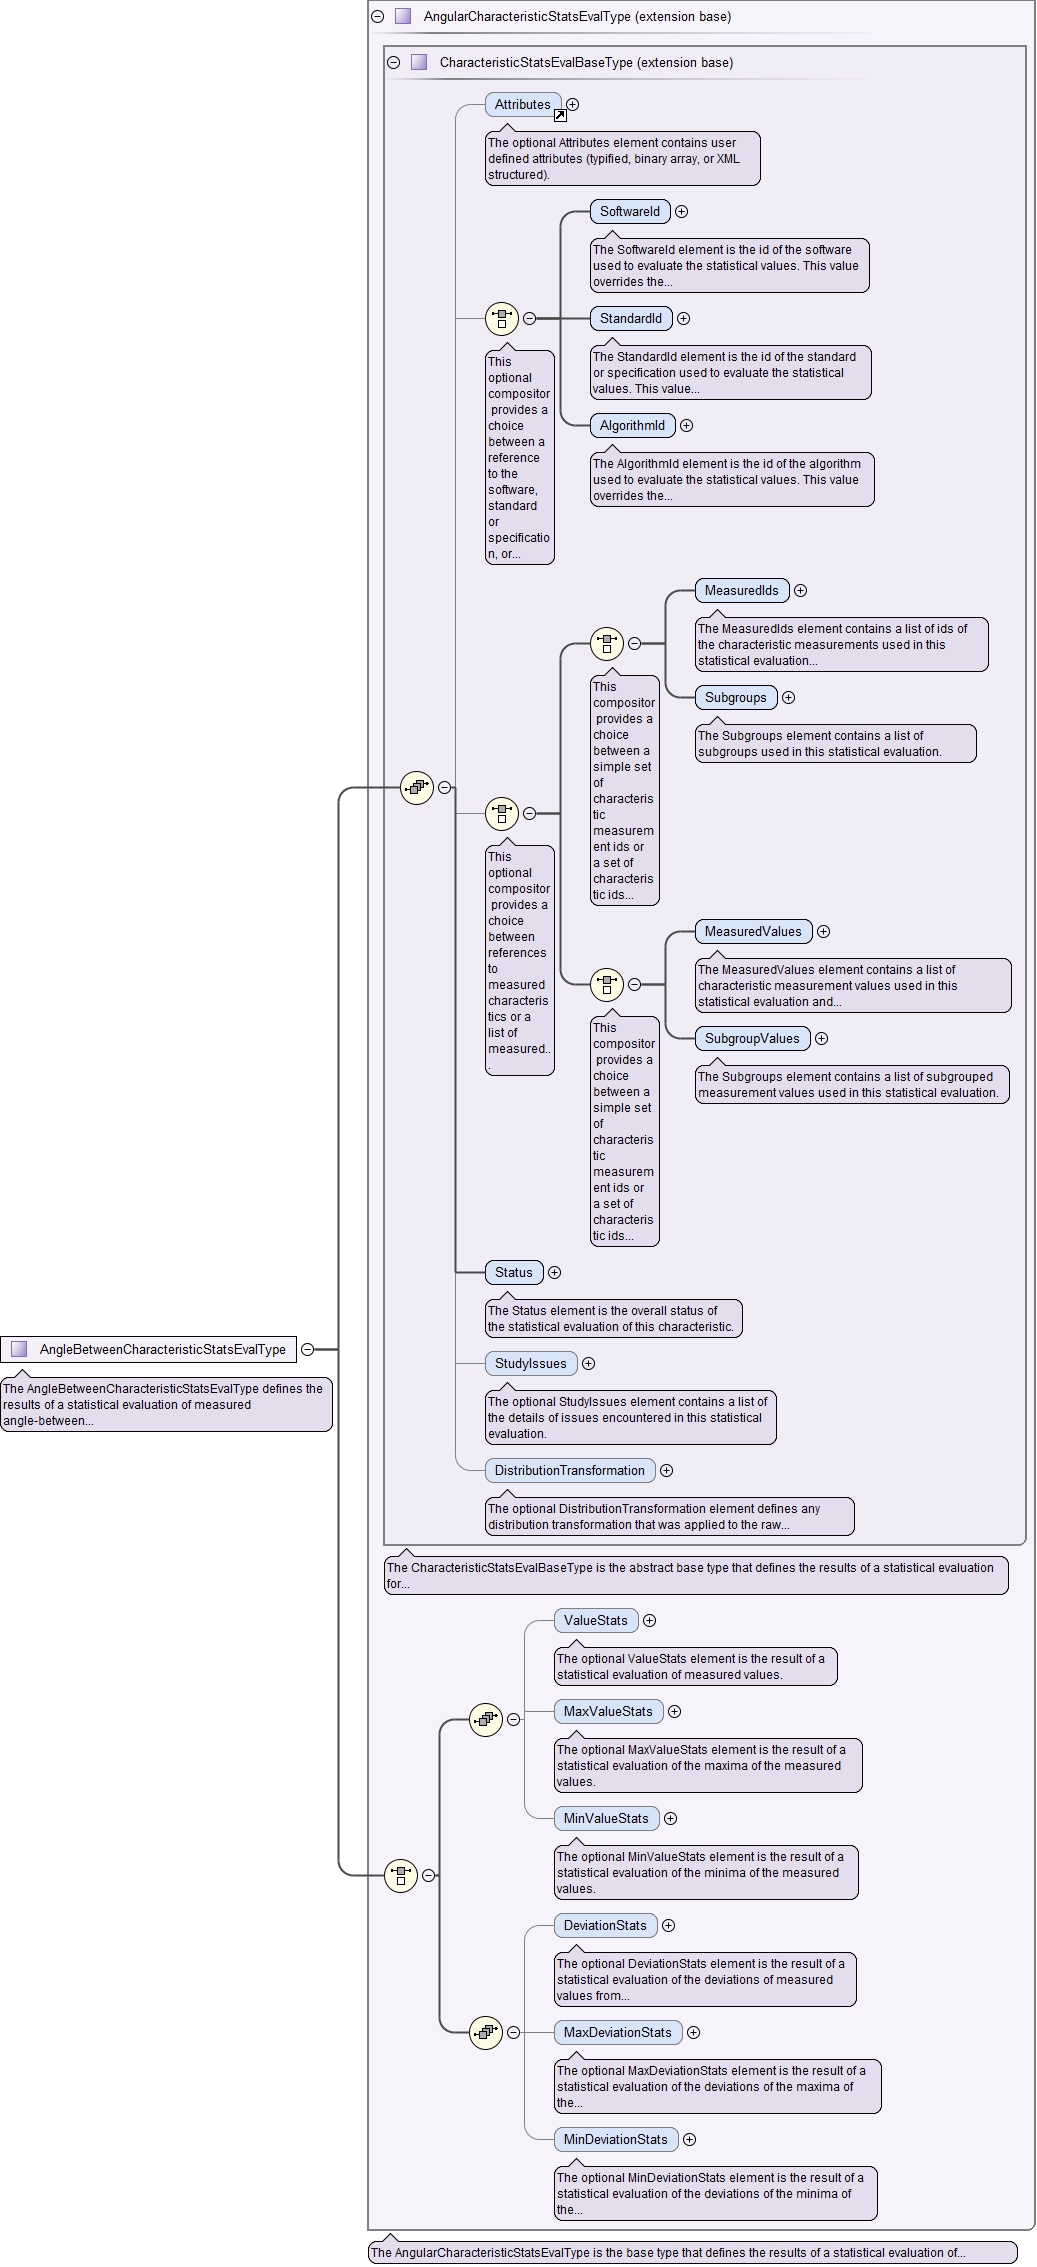 AngularCharacteristicStatsEvalType (extension base)
CharacteristicStatsEvalBaseType (extension base)
Attributes
The optional Attributes element contains user
defined attributes (typified, binary array, or XML
structured).
SoftwareId
The SoftwareId element is the id of the software
used to evaluate the statistical values. This value
overrides the...
StandardId
The StandardId element is the id of the standard
or specification used to evaluate the statistical
values. This value...
AlgorithmId
The AlgorithmId element is the id of the algorithm
used to evaluate the statistical values. This value
overrides the...
This
optional
compositor
provides a
choice
between a
reference
to the
software,
standard
or
specificatio
n, or...
MeasuredIds
The MeasuredIds element contains a list of ids of
the characteristic measurements used in this
statistical evaluation...
Subgroups
The Subgroups element contains a list of
subgroups used in this statistical evaluation.
This
compositor
provides a
choice
between a
simple set
of
characteris
tic
measurem
ent ids or
a set of
characteris
tic ids...
This
optional
compositor
provides a
choice
between
references
to
measured
characteris
tics or a
list of
measured..
.
MeasuredValues
The MeasuredValues element contains a list of
characteristic measurement values used in this
statistical evaluation and...
SubgroupValues
The Subgroups element contains a list of subgrouped
measurement values used in this statistical evaluation.
This
compositor
provides a
choice
between a
simple set
of
characteris
tic
measurem
ent ids or
a set of
characteris
tic ids...
Status
The Status element is the overall status of
the statistical evaluation of this characteristic.
AngleBetweenCharacteristicStatsEvalType
The AngleBetweenCharacteristicStatsEvalType defines the
results of a statistical evaluation of measured
angle-between...
StudyIssues
The optional StudyIssues element contains a list of
the details of issues encountered in this statistical
evaluation.
DistributionTransformation
The optional DistributionTransformation element defines any
distribution transformation that was applied to the raw...
The CharacteristicStatsEvalBaseType is the abstract base type that defines the results of a statistical evaluation
for...
ValueStats
The optional ValueStats element is the result of a
statistical evaluation of measured values.
MaxValueStats
The optional MaxValueStats element is the result of a
statistical evaluation of the maxima of the measured
values.
MinValueStats
The optional MinValueStats element is the result of a
statistical evaluation of the minima of the measured
values.
DeviationStats
The optional DeviationStats element is the result of a
statistical evaluation of the deviations of measured
values from...
MaxDeviationStats
The optional MaxDeviationStats element is the result of a
statistical evaluation of the deviations of the maxima of
the...
MinDeviationStats
The optional MinDeviationStats element is the result of a
statistical evaluation of the deviations of the minima of
the...
The AngularCharacteristicStatsEvalType is the base type that defines the results of a statistical evaluation of...